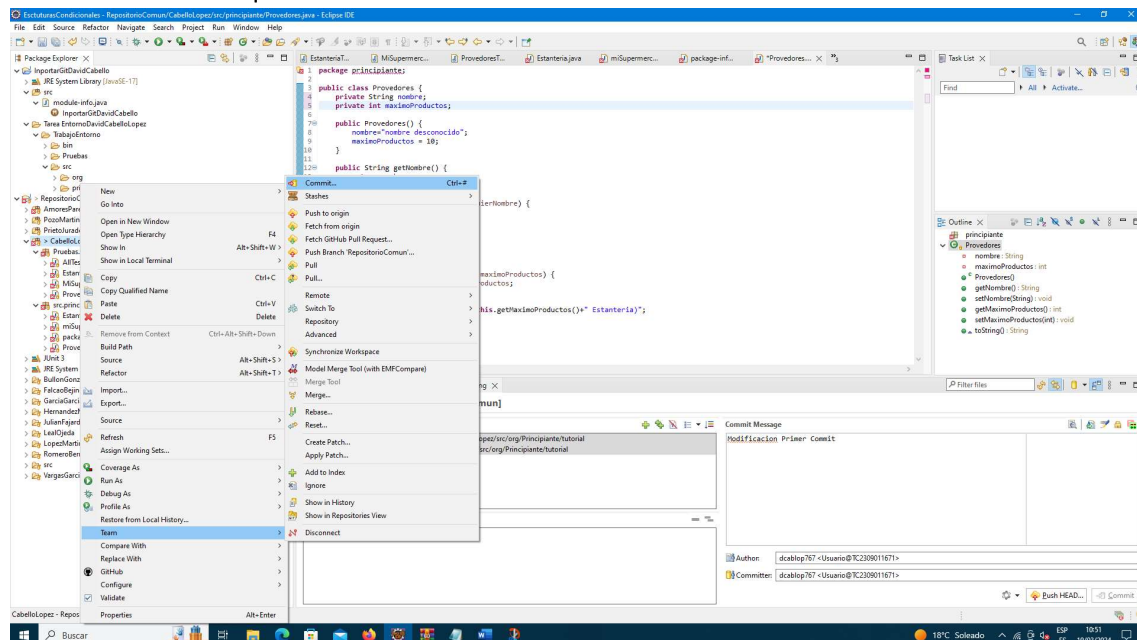 EsctuturasCondicionales - RepositorioComun/CabelloLopez/src/principiante/Provedores.java - Eclipse IDE
File Edit Source Refactor Navigate Search Project Run Window Help
Package Explorer
InportarGitDavidCabello
JRE System Library [JavaSE-17]
src
module-info.java
InportarGitDavidCabello
Tarea EntornoDavidCabelloLopez
TrabajoEntorno
bin
Pruebas
src
org
pri
> RepositorioC
AmoresPare
PozoMartin
PrietoJurado
> CabelloLo
Pruebas.
AllTes
Estan
MiSu
Prove
src.princ
Estan
miSup
packa
Prove
JUnit 3
JRE System
BullonGonz
FalcaoBejin
GarciaGarci
HernandezM
JulianFajard
LealOjeda
LopezMartin
RomeroBen
src
VargasGarci
New
Go Into
Open in New Window
Open Type Hierarchy F4
Show In Alt+Shift+W >
Show in Local Terminal
Copy Ctrl+C
Copy Qualified Name
Paste Ctrl+V
Delete Delete
Remove from Context Ctrl+Alt+Shift+Down
Build Path
Source Alt+Shift+S >
Refactor Alt+Shift+T >
Import...
Export...
Source
Refresh F5
Assign Working Sets...
Coverage As
Run As
Debug As
Profile As
Restore from Local History...
Team
Compare With
Replace With
GitHub
Configure
Validate
Properties Alt+Enter
Commit... Ctrl+#
Stashes
Push to origin
Fetch from origin
Fetch GitHub Pull Request...
Push Branch 'RepositorioComun'...
Pull
Pull...
Remote
Switch To
Repository
Advanced
Synchronize Workspace
Model Merge Tool (with EMFCompare)
Merge Tool
Merge...
Rebase...
Reset...
Create Patch...
Apply Patch...
Add to Index
Ignore
Show in History
Show in Repositories View
Disconnect
EstanteriaT... MiSupermerc... ProvedoresT... Estanteria.java miSupermerc... package-inf... *Provedores.... 
1 package principiante;
2
3 public class Provedores {
4 private String nombre;
5 private int maximoProductos;
7 public Provedores() {
8 nombre="nombre desconocido";
9 maximoProductos = 10;
10 }
11
12 public String getNombre() {
ierNombre) {
maximoProductos) {
oductos;
his.getMaximoProductos()+" Estanteria)";
ng
mun]
opez/src/org/Principiante/tutorial
src/org/Principiante/tutorial
Task List
Find All Activate...
Outline
principiante
Provedores
nombre : String
maximoProductos : int
Provedores()
getNombre() : String
setNombre(String) : void
getMaximoProductos() : int
setMaximoProductos(int) : void
toString() : String
Filter files
Commit Message
Modificacion Primer Commit
Author: dcablop767 <Usuario@TC2309011671>
Committer: dcablop767 <Usuario@TC2309011671>
Push HEAD... Commit
CabelloLopez - Repos
Buscar
18°C Soleado
ESP
10:51